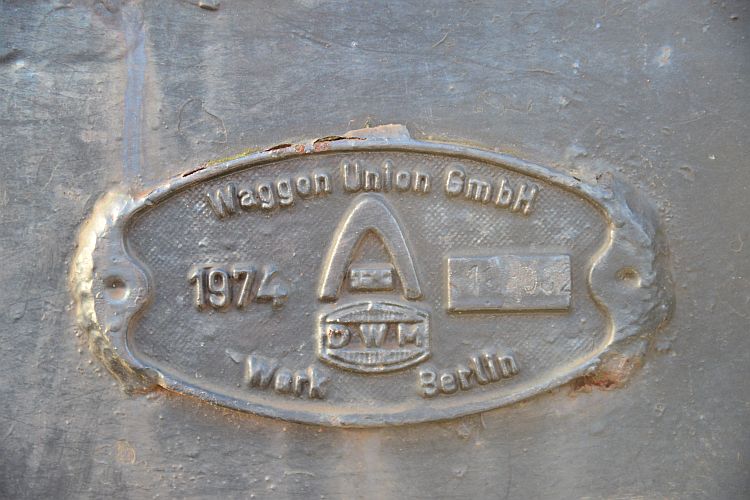 Waggon Union GmbH
1974
DWM
Werk Berlin